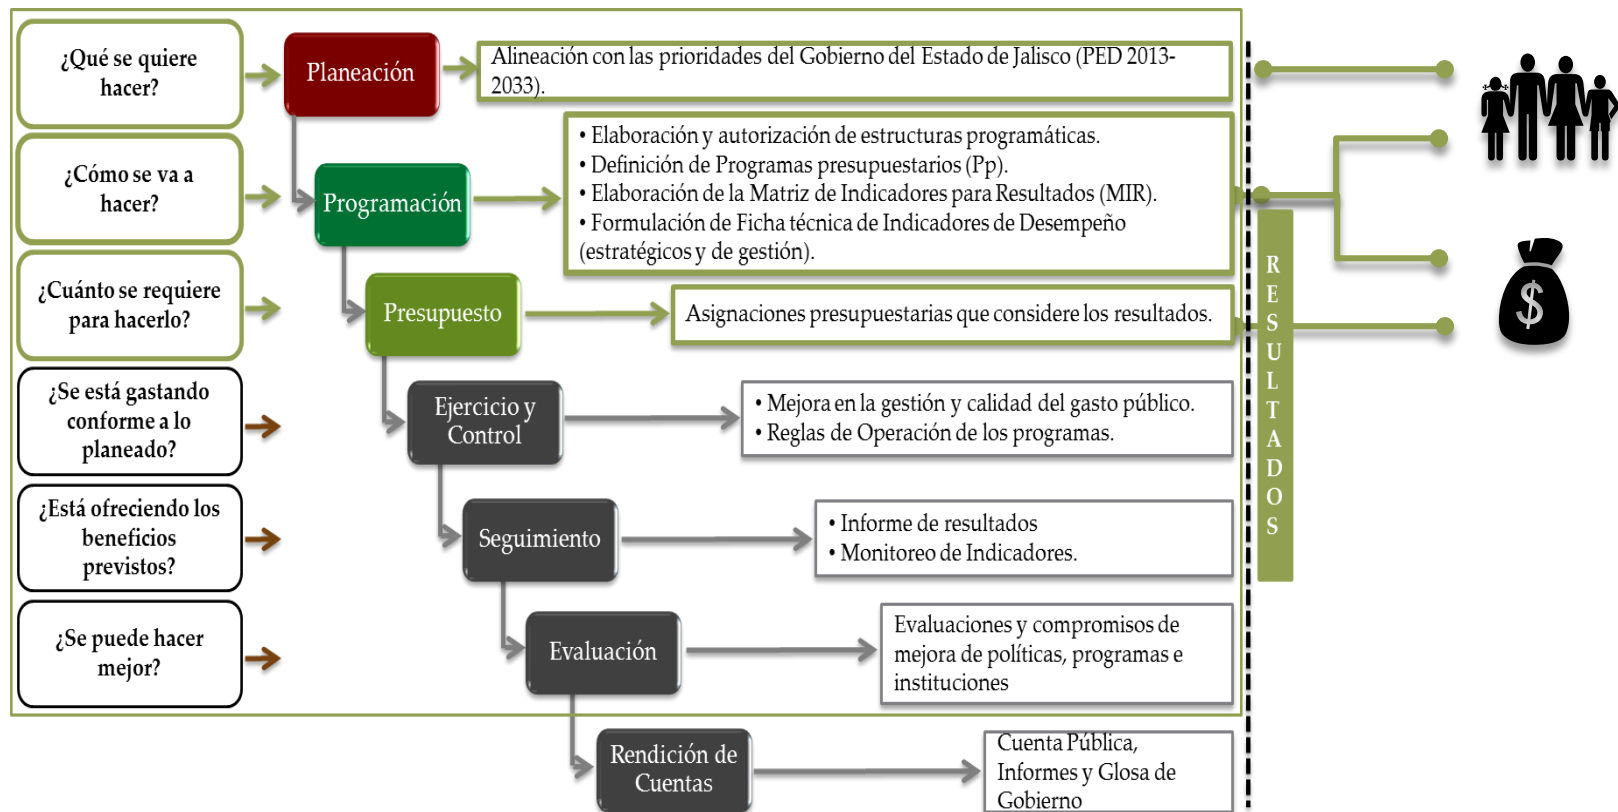 ¿Qué se quiere
hacer?
Planeación
Alineación con las prioridades del Gobierno del Estado de Jalisco (PED 2013-
2033).
¿Cómo se va a
hacer?
Programación
• Elaboración y autorización de estructuras programáticas.
• Definición de Programas presupuestarios (Pp).
• Elaboración de la Matriz de Indicadores para Resultados (MIR).
• Formulación de Ficha técnica de Indicadores de Desempeño
(estratégicos y de gestión).
¿Cuánto se requiere
para hacerlo?
Presupuesto
Asignaciones presupuestarias que considere los resultados.
¿Se está gastando
conforme a lo
planeado?
Ejercicio y
Control
• Mejora en la gestión y calidad del gasto público.
• Reglas de Operación de los programas.
¿Está ofreciendo los
beneficios
previstos?
Seguimiento
• Informe de resultados
• Monitoreo de Indicadores.
¿Se puede hacer
mejor?
Evaluación
Evaluaciones y compromisos de
mejora de políticas, programas e
instituciones
Rendición de
Cuentas
Cuenta Pública,
Informes y Glosa de
Gobierno
RESULTADOS
$